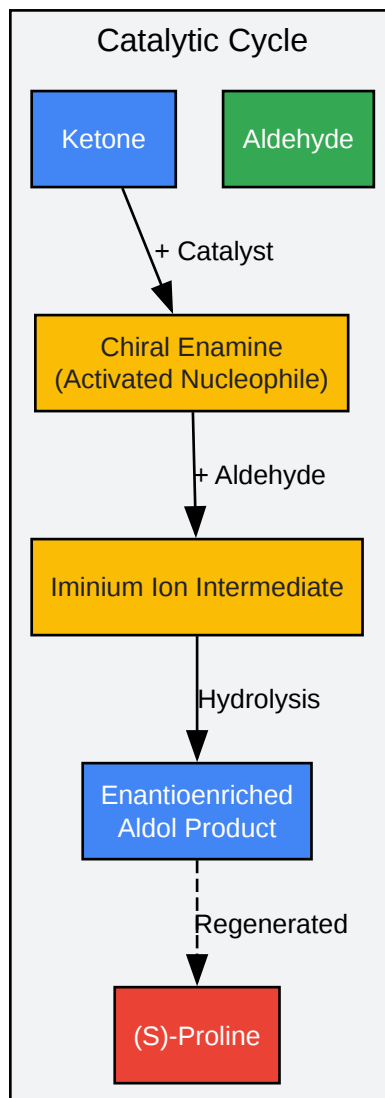 Catalytic Cycle
Ketone
Aldehyde
+ Catalyst
Chiral Enamine
(Activated Nucleophile)
+ Aldehyde
Iminium Ion Intermediate
Hydrolysis
Enantioenriched
Aldol Product
Regenerated
(S)-Proline